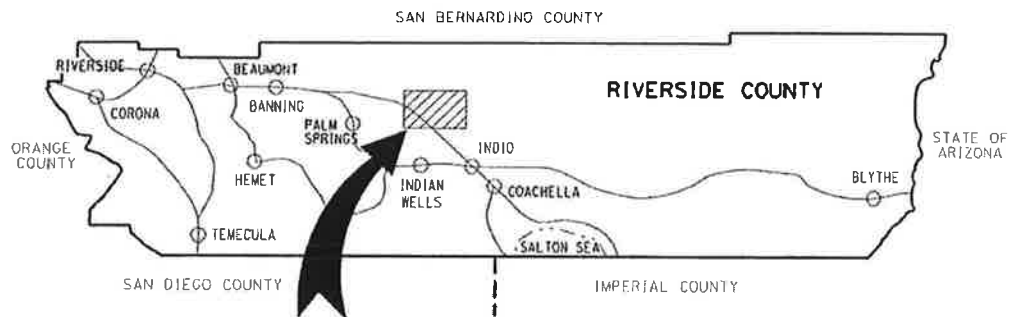 SAN BERNARDINO COUNTY
RIVERSIDE
BEAUMONT
RIVERSIDE COUNTY
CORONA
BANNING
PALM
SPRINGS
ORANGE
COUNTY
STATE OF
ARIZONA
INDIO
HEMET
INDIAN
WELLS
COACHELLA
BLYTHE
TEMECULA
SALTON SEA
SAN DIEGO COUNTY
IMPERIAL COUNTY